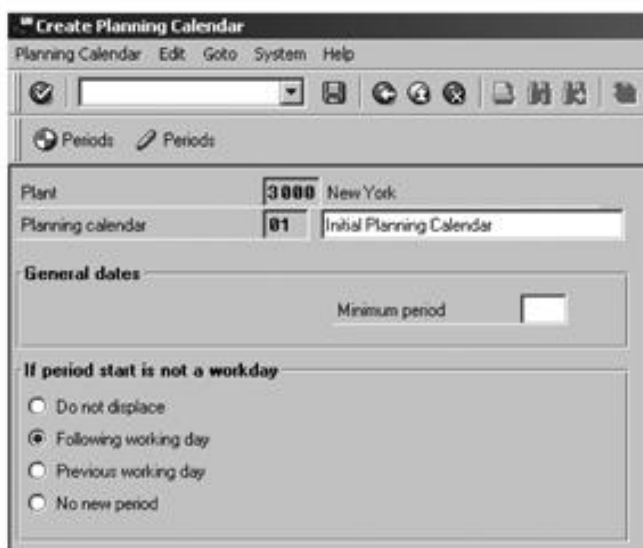 Create Planning Calendar
Planning Calendar Edit Goto System Help
Periods Periods
Plant 3000 New York
Planning calendar 01 Initial Planning Calendar
General dates
Minimum period
If period start is not a workday
Do not displace
Following working day
Previous working day
No new period